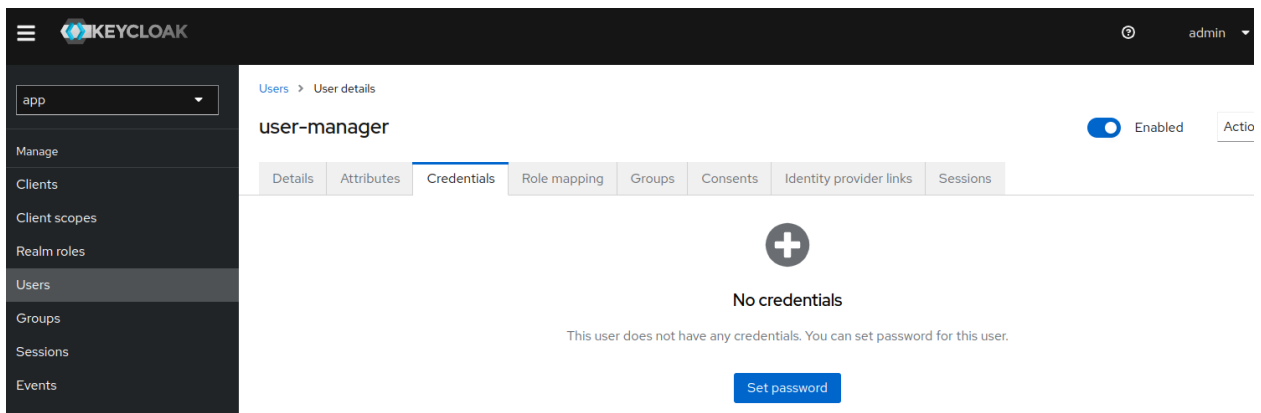 KEYCLOAK
admin
app
Users > User details
user-manager
Enabled
Actio
Manage
Details Attributes Credentials Role mapping Groups Consents Identity provider links Sessions
Clients
Client scopes
Realm roles
Users
Groups
Sessions
Events
No credentials
This user does not have any credentials. You can set password for this user.
Set password